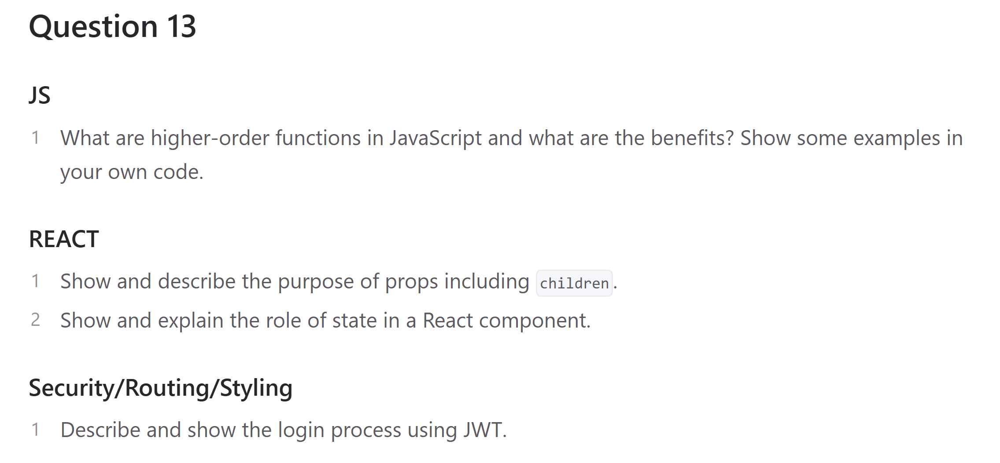 Question 13
JS
1 What are higher-order functions in JavaScript and what are the benefits? Show some examples in
your own code.
REACT
1 Show and describe the purpose of props including children.
2 Show and explain the role of state in a React component.
Security/Routing/Styling
1 Describe and show the login process using JWT.